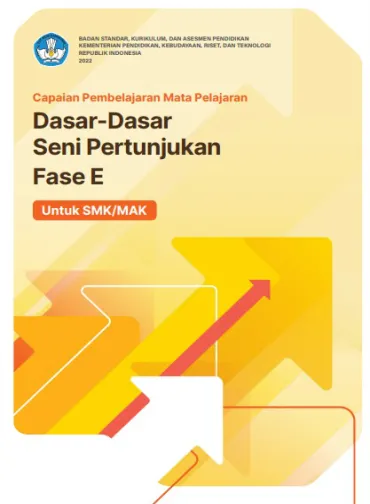 BADAN STANDAR, KURIKULUM, DAN ASESMEN PENDIDIKAN
KEMENTERIAN PENDIDIKAN, KEBUDAYAAN, RISET, DAN TEKNOLOGI
REPUBLIK INDONESIA
2022
Capaian Pembelajaran Mata Pelajaran
Dasar-Dasar
Seni Pertunjukan
Fase E
Untuk SMK/MAK